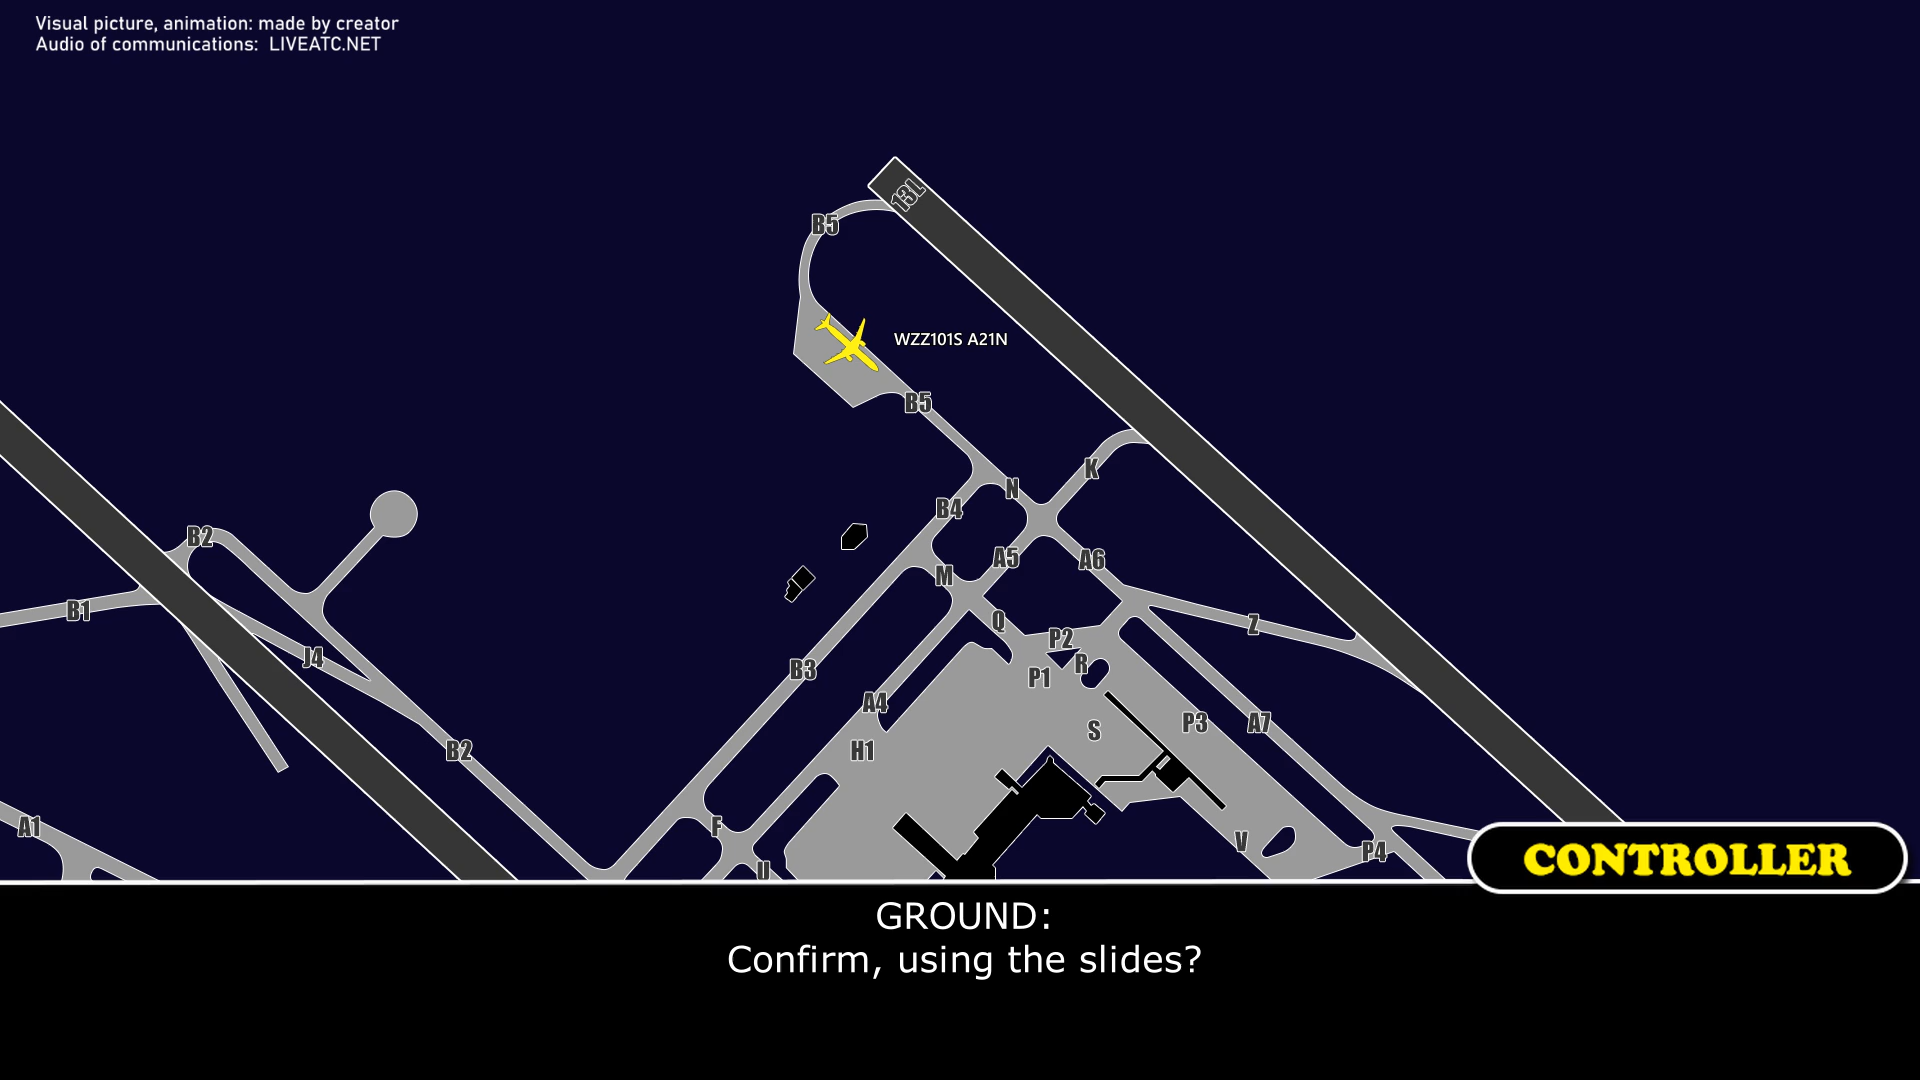 Visual picture, animation: made by creator
Audio of communications: LIVEATC.NET
13L
B5
WZZ101S A21N
B5
K
N
B4
B2
A5
A6
M
B1
Q
Z
P2
J4
R
B3
P1
A4
P3
A7
S
H1
B2
A1
F
V
P4
U
CONTROLLER
GROUND:
Confirm, using the slides?